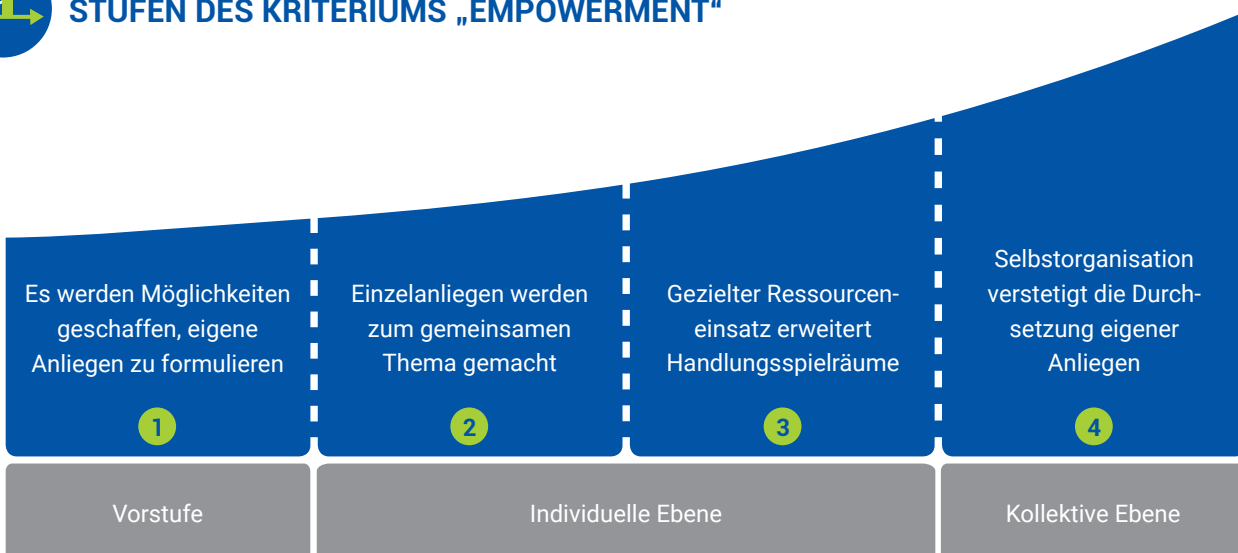 STUFEN DES KRITERIUMS „EMPOWERMENT“
Es werden Möglichkeiten
geschaffen, eigene
Anliegen zu formulieren
1
Einzelanliegen werden
zum gemeinsamen
Thema gemacht
2
Gezielter Ressourcen-
einsatz erweitert
Handlungsspielräume
3
Selbstorganisation
verstetigt die Durch-
setzung eigener
Anliegen
4
Vorstufe
Individuelle Ebene
Kollektive Ebene